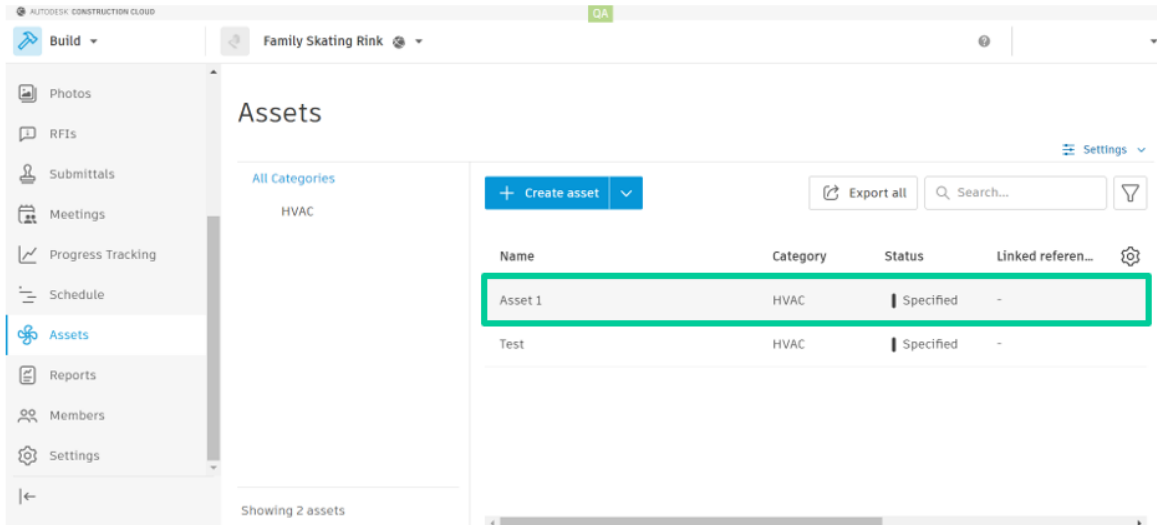 AUTODESK CONSTRUCTION CLOUD
QA
Build
Family Skating Rink
Photos
RFIs
Submittals
Meetings
Progress Tracking
Schedule
Assets
Reports
Members
Settings
Assets
Settings
All Categories
HVAC
Create asset
Export all
Search...
Name Category Status Linked referen...
Asset 1 HVAC Specified -
Test HVAC Specified -
Showing 2 assets